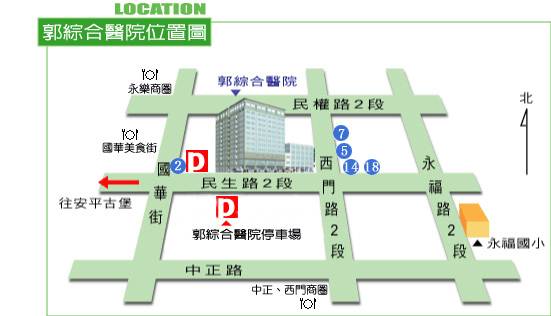 LOCATION
郭綜合醫院位置圖
永樂商圈
郭綜合醫院
民權路2段
北
國華美食街
7
5
2
D
14
18
西門路2段
永福路2段
國華街
民生路2段
往安平古堡
D
郭綜合醫院停車場
永福國小
中正路
中正、西門商圈